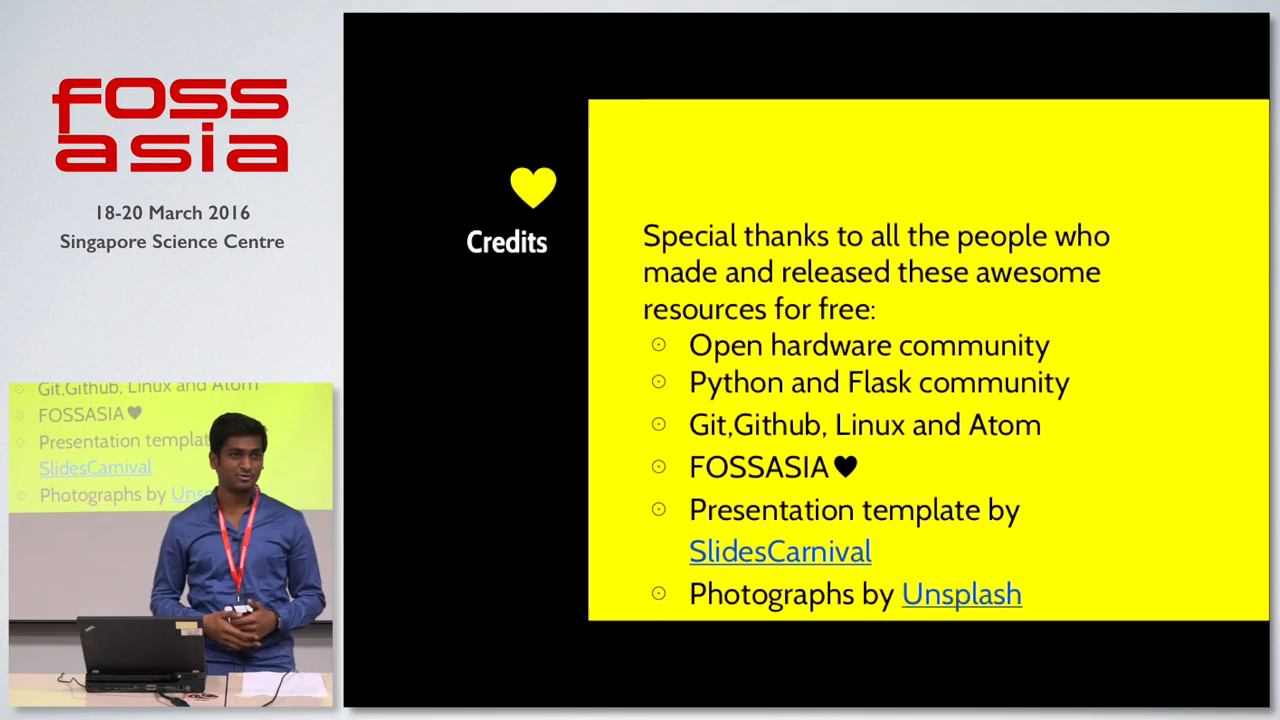 foss
asia
18-20 March 2016
Singapore Science Centre
Credits
Special thanks to all the people who
made and released these awesome
resources for free:
Open hardware community
Python and Flask community
Git,Github, Linux and Atom
FOSSASIA♥
Presentation template by
SlidesCarnival
Photographs by Unsplash
Git,Github, Linux and Atom
FOSSASIA♥
Presentation templat
SlidesCarnival
Photographs by Uns
ThinkPad